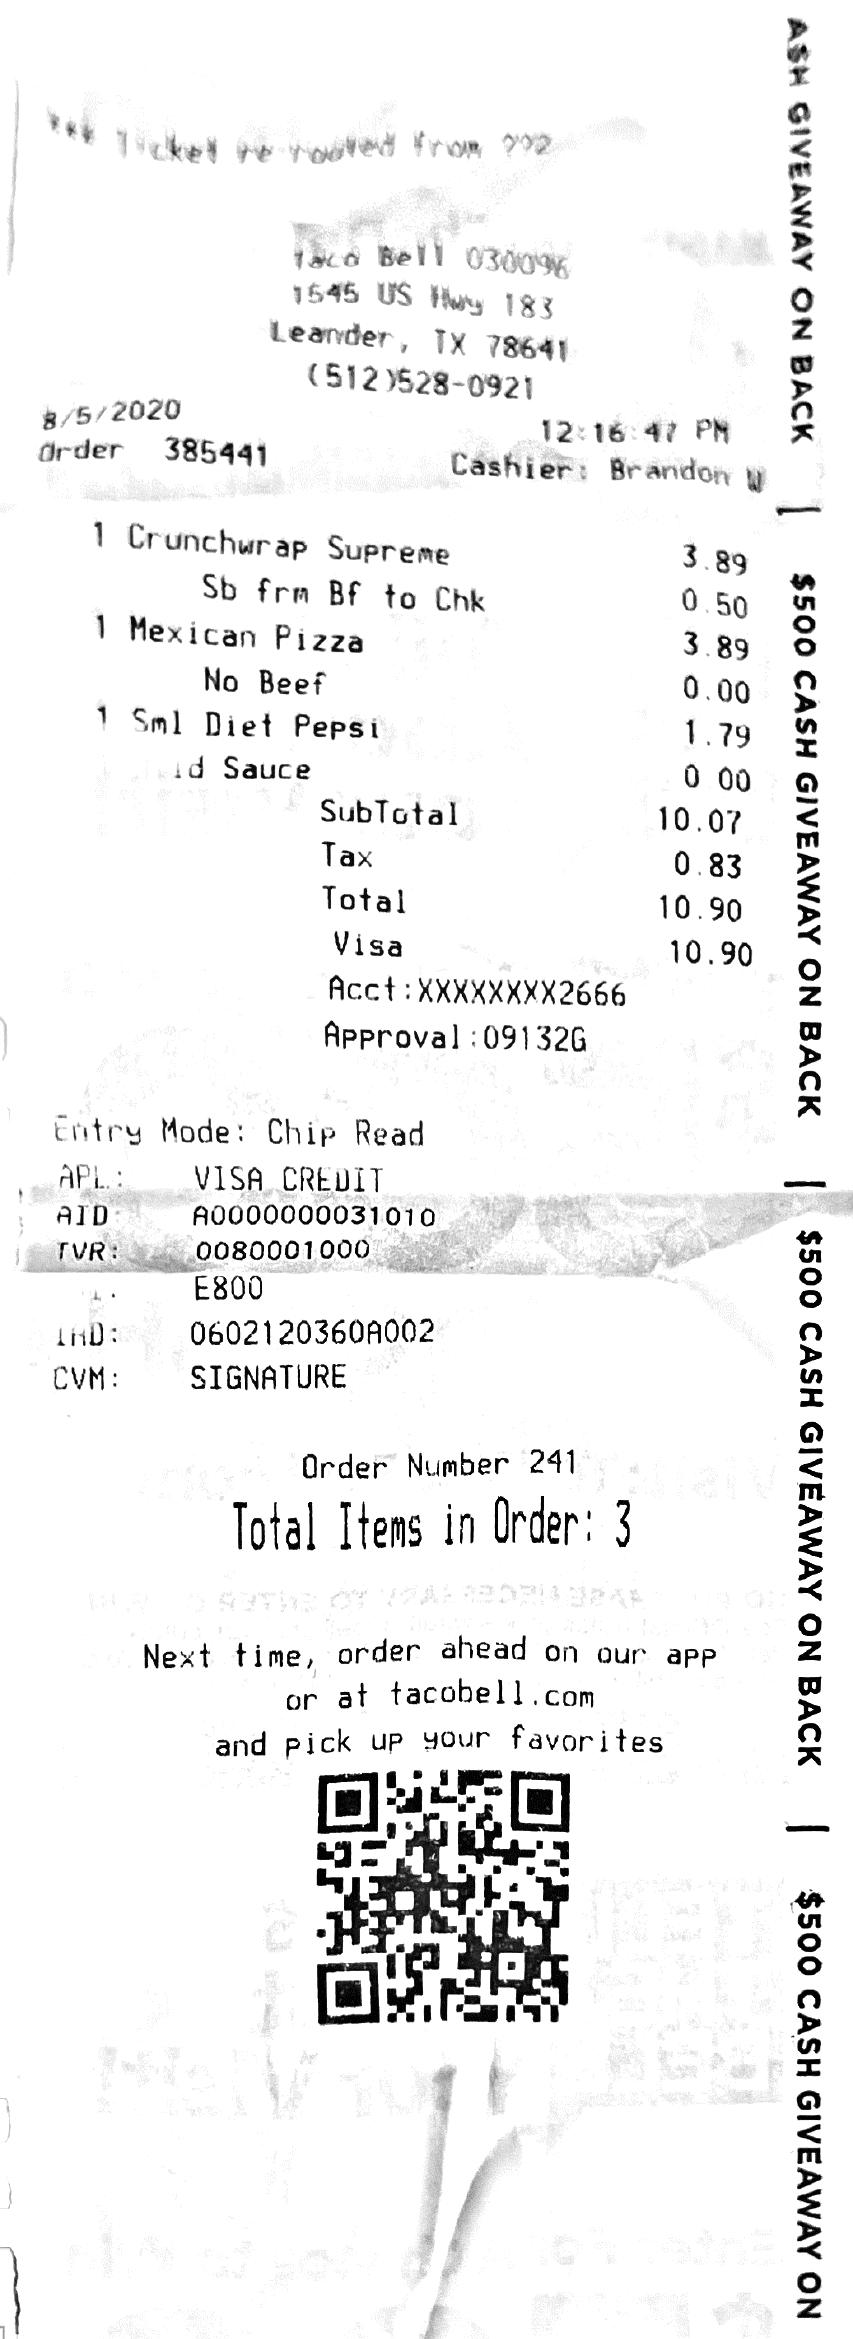 *** Ticket re routed from ???
Taco Bell 030096
1545 US Hwy 183
Leander, TX 78641
(512)528-0921
8/5/2020 12:16:47 PM
Order 385441 Cashier: Brandon W
1 Crunchwrap Supreme 3.89
Sb frm Bf to Chk 0.50
1 Mexican Pizza 3.89
No Beef 0.00
1 Sml Diet Pepsi 1.79
Sauce 0 00
SubTotal 10.07
Tax 0.83
Total 10.90
Visa 10.90
Acct:XXXXXXXX2666
Approval:09132G
Entry Mode: Chip Read
APL: VISA CREDIT
AID: A0000000031010
TVR: 0080001000
E800
IAD: 0602120360A002
CVM: SIGNATURE
Order Number 241
Total Items in Order: 3
Next time, order ahead on our app
or at tacobell.com
and pick up your favorites
ASH GIVEAWAY ON BACK |
$500 CASH GIVEAWAY ON BACK |
$500 CASH GIVEAWAY ON BACK |
$500 CASH GIVEAWAY ON